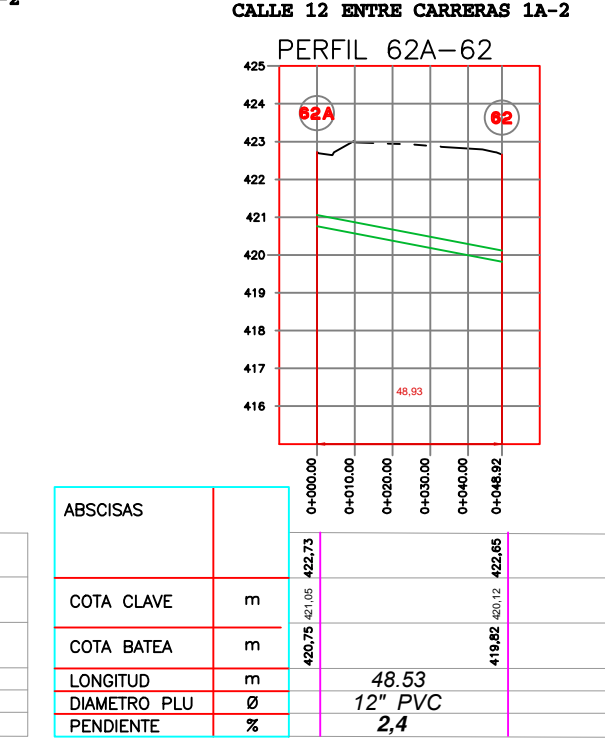 -2
CALLE 12 ENTRE CARRERAS 1A-2
PERFIL 62A-62
425
424
423
422
421
420
419
418
417
416
62A
62
48,93
0+000.00
0+010.00
0+020.00
0+030.00
0+040.00
0+048.92
ABSCISAS
422,73
422,65
COTA CLAVE m 421,05 420,12
COTA BATEA m 420,75 419,82
LONGITUD m 48.53
DIAMETRO PLU Ø 12" PVC
PENDIENTE % 2,4